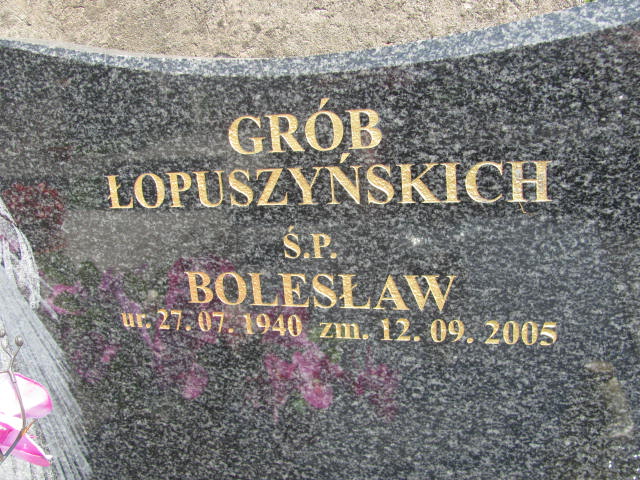 GRÓB
ŁOPUSZYŃSKICH
Ś.P.
BOLESŁAW
ur. 27. 07. 1940 zm. 12. 09. 2005